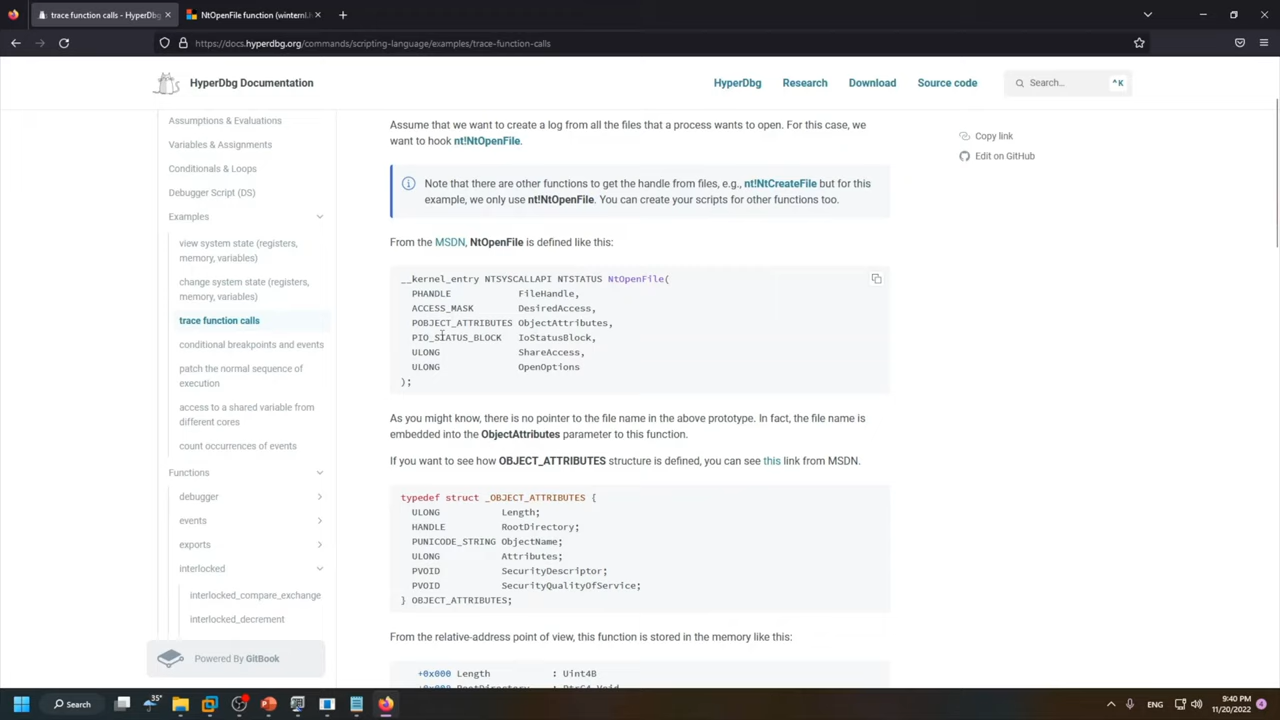 trace function calls - HyperDbg
NtOpenFile function (winternl.
https://docs.hyperdbg.org/commands/scripting-language/examples/trace-function-calls
HyperDbg Documentation
HyperDbg
Research
Download
Source code
Search...
^K
Assumptions & Evaluations
Variables & Assignments
Conditionals & Loops
Debugger Script (DS)
Examples
view system state (registers,
memory, variables)
change system state (registers,
memory, variables)
trace function calls
conditional breakpoints and events
patch the normal sequence of
execution
access to a shared variable from
different cores
count occurrences of events
Functions
debugger
events
exports
interlocked
interlocked_compare_exchange
interlocked_decrement
Powered By GitBook
Assume that we want to create a log from all the files that a process wants to open. For this case, we
want to hook nt!NtOpenFile.
Note that there are other functions to get the handle from files, e.g., nt!NtCreateFile but for this
example, we only use nt!NtOpenFile. You can create your scripts for other functions too.
From the MSDN, NtOpenFile is defined like this:
__kernel_entry NTSYSCALLAPI NTSTATUS NtOpenFile(
PHANDLE FileHandle,
ACCESS_MASK DesiredAccess,
POBJECT_ATTRIBUTES ObjectAttributes,
PIO_STATUS_BLOCK IoStatusBlock,
ULONG ShareAccess,
ULONG OpenOptions
);
As you might know, there is no pointer to the file name in the above prototype. In fact, the file name is
embedded into the ObjectAttributes parameter to this function.
If you want to see how OBJECT_ATTRIBUTES structure is defined, you can see this link from MSDN.
typedef struct _OBJECT_ATTRIBUTES {
ULONG Length;
HANDLE RootDirectory;
PUNICODE_STRING ObjectName;
ULONG Attributes;
PVOID SecurityDescriptor;
PVOID SecurityQualityOfService;
} OBJECT_ATTRIBUTES;
From the relative-address point of view, this function is stored in the memory like this:
+0x000 Length : Uint4B
Copy link
Edit on GitHub
Search
35°
ENG
9:40 PM
11/20/2022
4